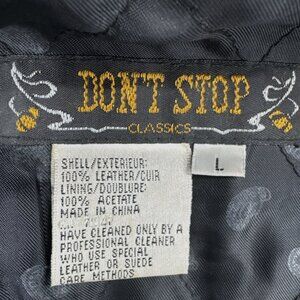 DON'T STOP
CLASSICS
SHELL/EXTERIEUR:
100% LEATHER/CUIR
LINING/DOUBLURE:
100% ACETATE
MADE IN CHINA
HAVE CLEANED ONLY BY A
PROFESSIONAL CLEANER
WHO USE SPECIAL
LEATHER OR SUEDE
CARE METHODS
L